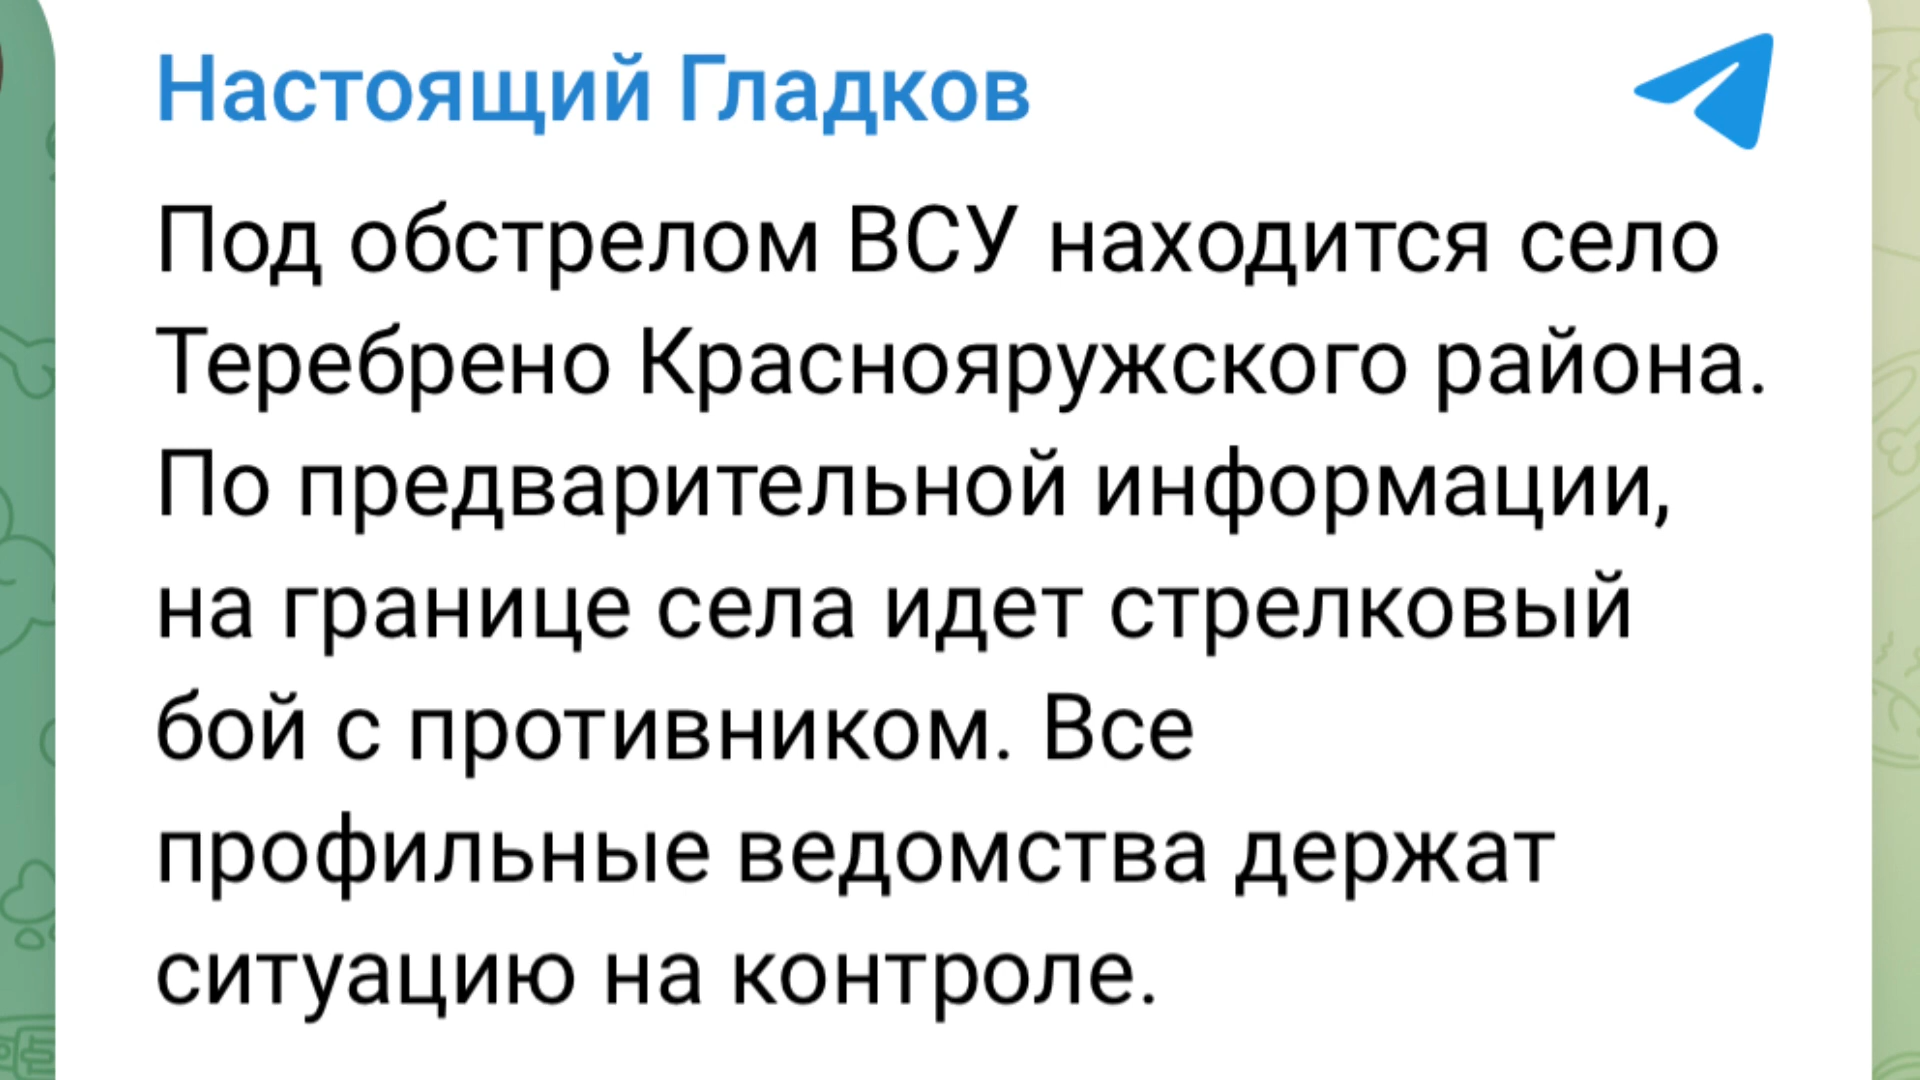 Настоящий Гладков
Под обстрелом ВСУ находится село
Теребрено Краснояружского района.
По предварительной информации,
на границе села идет стрелковый
бой с противником. Все
профильные ведомства держат
ситуацию на контроле.